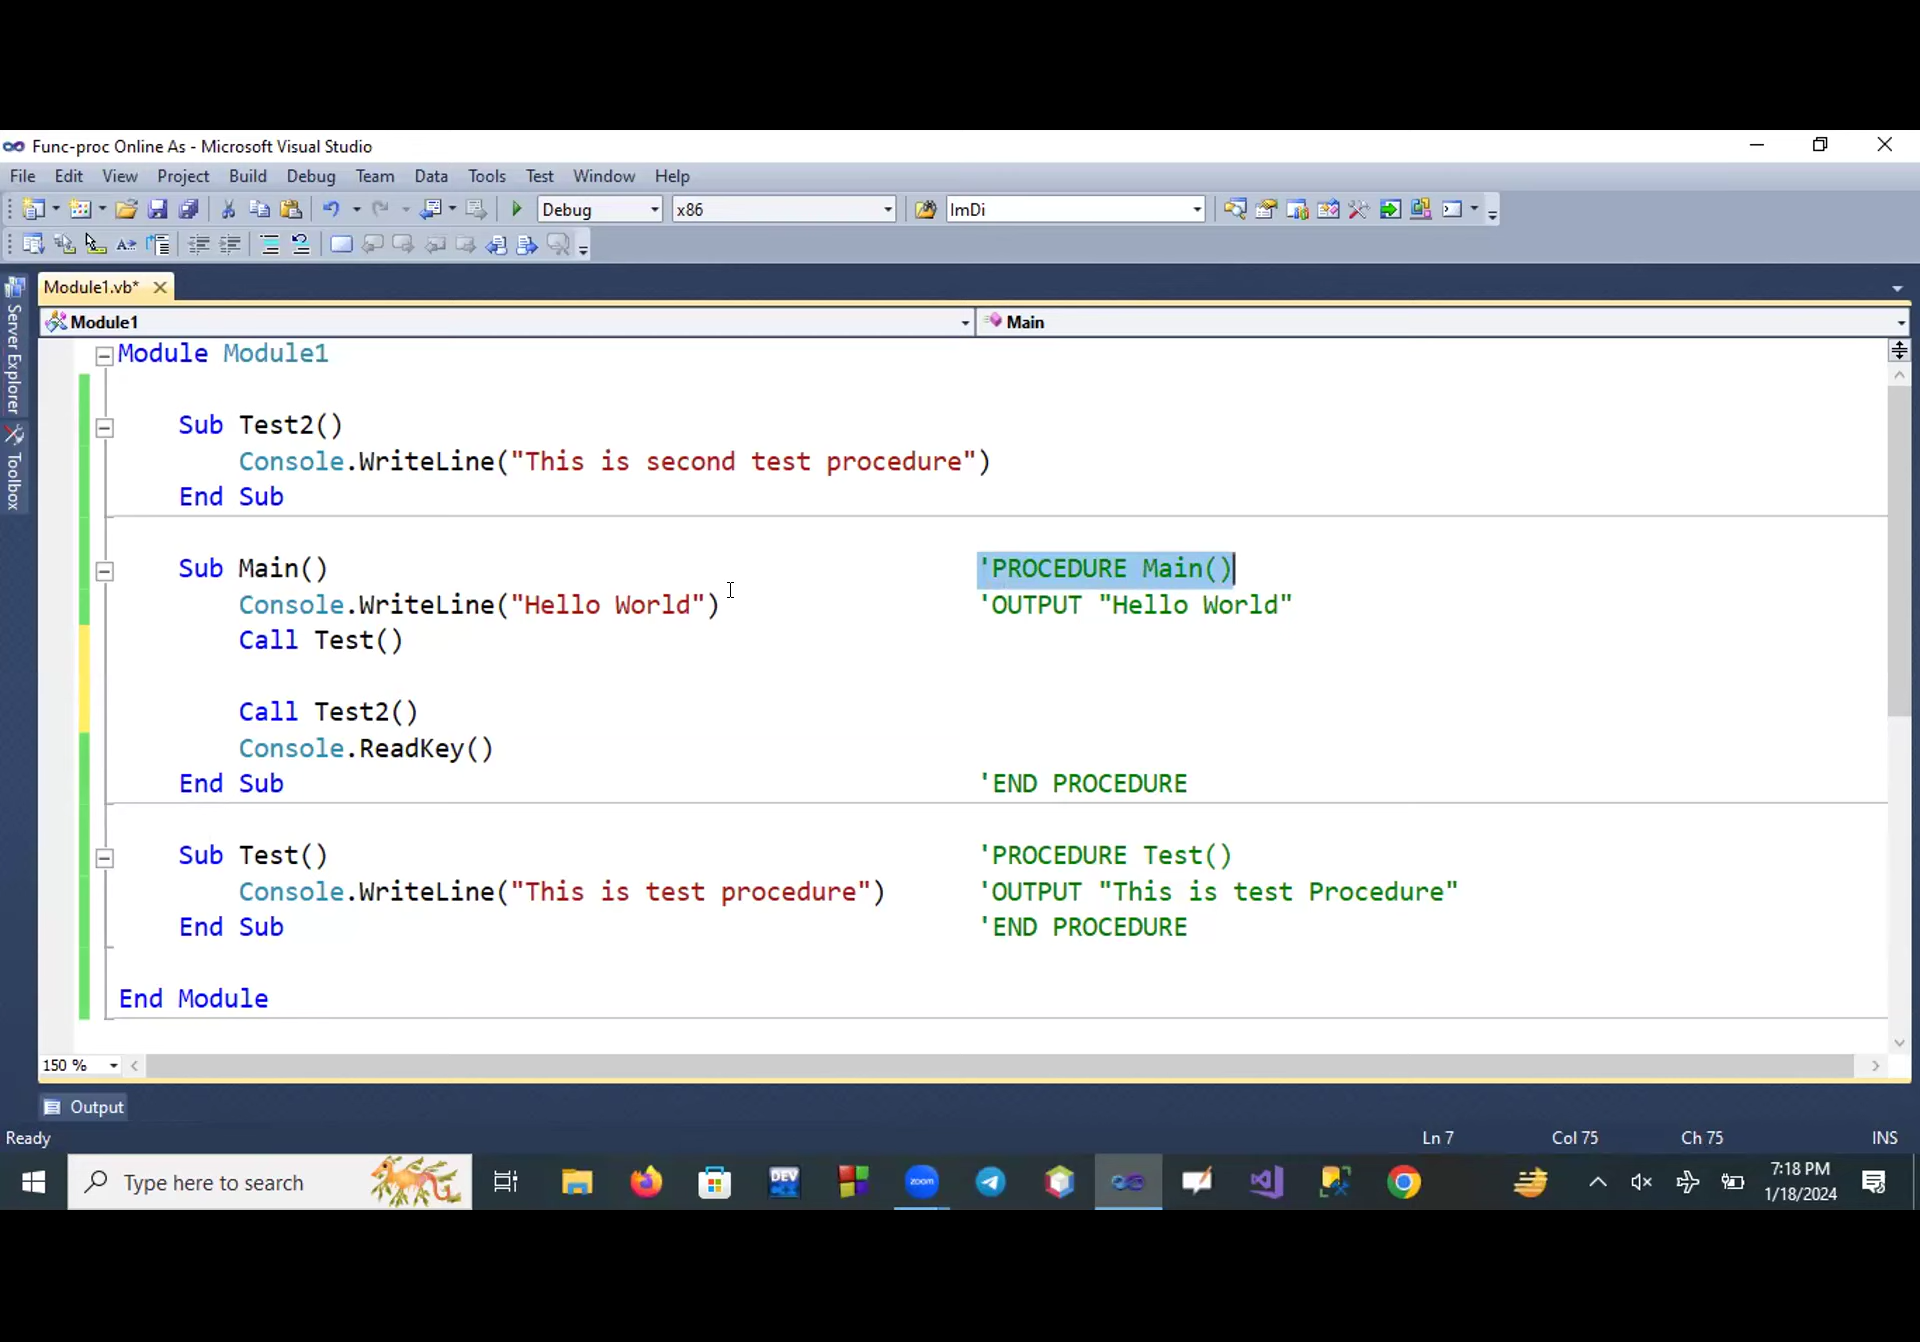 Func-proc Online As - Microsoft Visual Studio
File Edit View Project Build Debug Team Data Tools Test Window Help
Debug x86 ImDi
Module1.vb*
Module1 Main
Server Explorer
Toolbox
Module Module1
Sub Test2()
Console.WriteLine("This is second test procedure")
End Sub
Sub Main() 'PROCEDURE Main()
Console.WriteLine("Hello World") 'OUTPUT "Hello World"
Call Test()
Call Test2()
Console.ReadKey()
End Sub 'END PROCEDURE
Sub Test() 'PROCEDURE Test()
Console.WriteLine("This is test procedure") 'OUTPUT "This is test Procedure"
End Sub 'END PROCEDURE
End Module
150 %
Output
Ready Ln 7 Col 75 Ch 75 INS
Type here to search DEV zoom 7:18 PM
1/18/2024